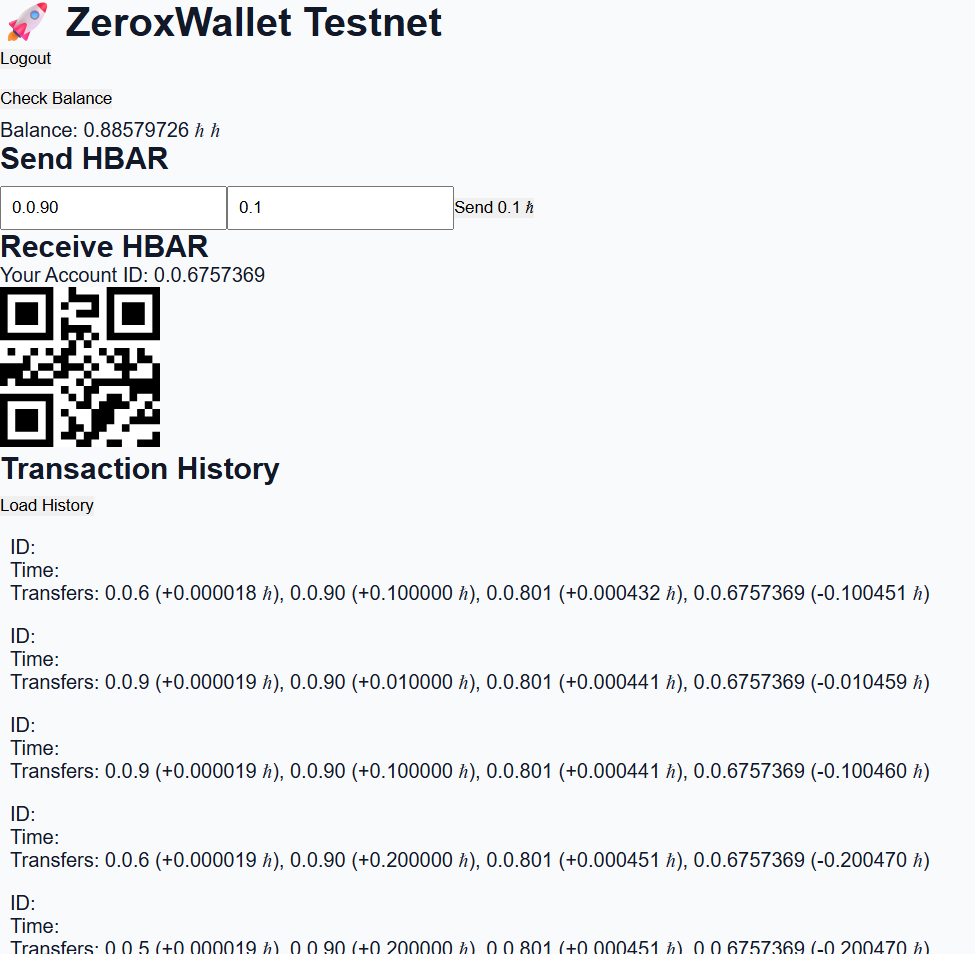 🚀 ZeroxWallet Testnet
Logout
Check Balance
Balance: 0.88579726 ℏ ℏ
Send HBAR
0.0.90 0.1 Send 0.1 ℏ
Receive HBAR
Your Account ID: 0.0.6757369
Transaction History
Load History
ID:
Time:
Transfers: 0.0.6 (+0.000018 ℏ), 0.0.90 (+0.100000 ℏ), 0.0.801 (+0.000432 ℏ), 0.0.6757369 (-0.100451 ℏ)
ID:
Time:
Transfers: 0.0.9 (+0.000019 ℏ), 0.0.90 (+0.010000 ℏ), 0.0.801 (+0.000441 ℏ), 0.0.6757369 (-0.010459 ℏ)
ID:
Time:
Transfers: 0.0.9 (+0.000019 ℏ), 0.0.90 (+0.100000 ℏ), 0.0.801 (+0.000441 ℏ), 0.0.6757369 (-0.100460 ℏ)
ID:
Time:
Transfers: 0.0.6 (+0.000019 ℏ), 0.0.90 (+0.200000 ℏ), 0.0.801 (+0.000451 ℏ), 0.0.6757369 (-0.200470 ℏ)
ID:
Time:
Transfers: 0.0.5 (+0.000019 ℏ), 0.0.90 (+0.200000 ℏ), 0.0.801 (+0.000451 ℏ), 0.0.6757369 (-0.200470 ℏ)